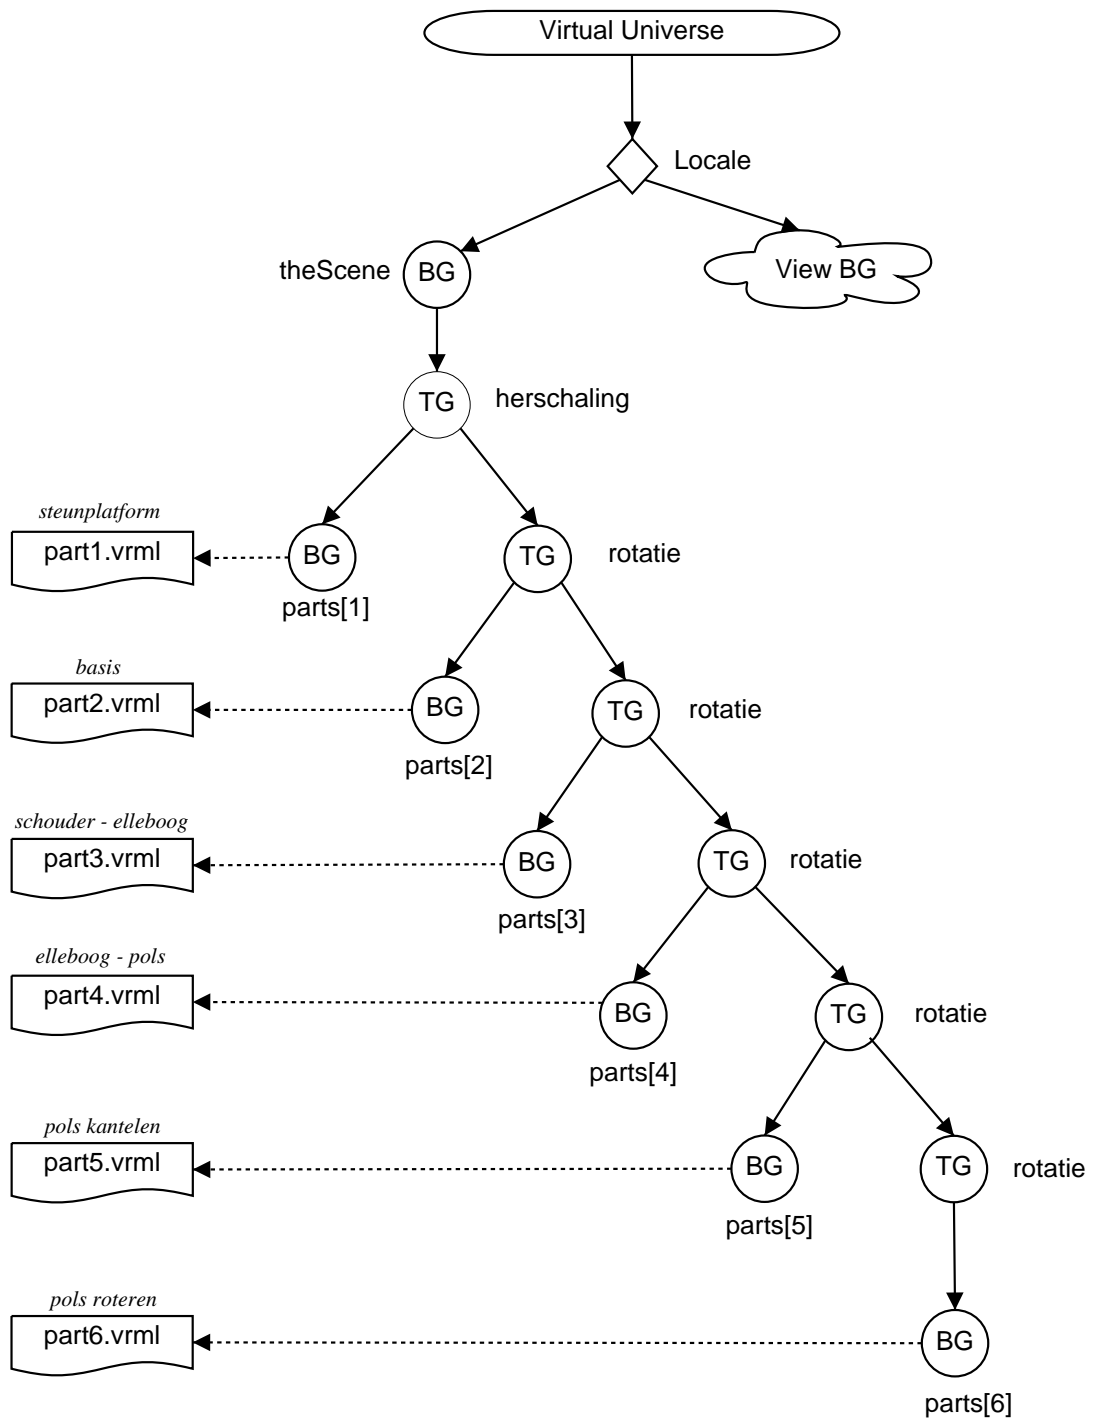 Virtual Universe
Locale
theScene
BG
View BG
TG
herschaling
steunplatform
part1.vrml
BG
TG
rotatie
parts[1]
basis
part2.vrml
BG
TG
rotatie
parts[2]
schouder - elleboog
part3.vrml
BG
TG
rotatie
parts[3]
elleboog - pols
part4.vrml
BG
TG
rotatie
parts[4]
pols kantelen
part5.vrml
BG
TG
rotatie
parts[5]
pols roteren
part6.vrml
BG
parts[6]